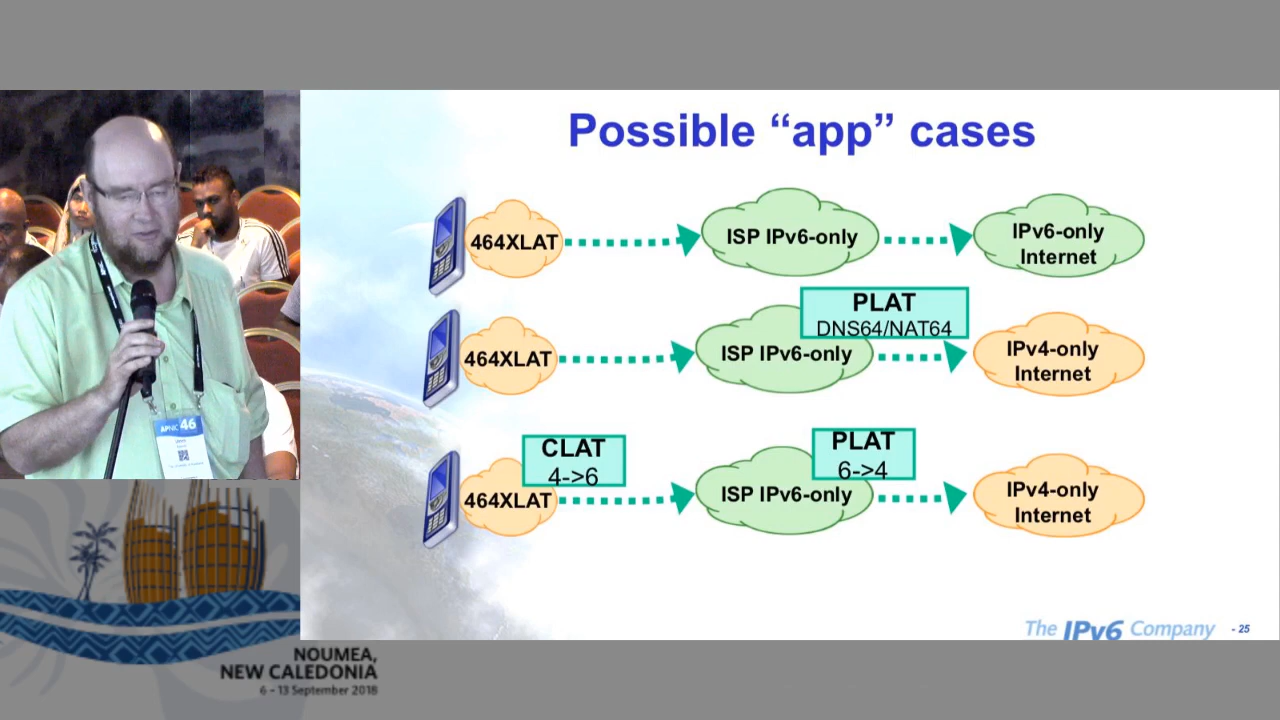 Possible “app” cases
464XLAT
ISP IPv6-only
IPv6-only
Internet
PLAT
DNS64/NAT64
464XLAT
ISP IPv6-only
IPv4-only
Internet
CLAT
4->6
PLAT
6->4
464XLAT
ISP IPv6-only
IPv4-only
Internet
The IPv6 Company
- 25
APNIC 46
NOUMEA,
NEW CALEDONIA
6 – 13 September 2018